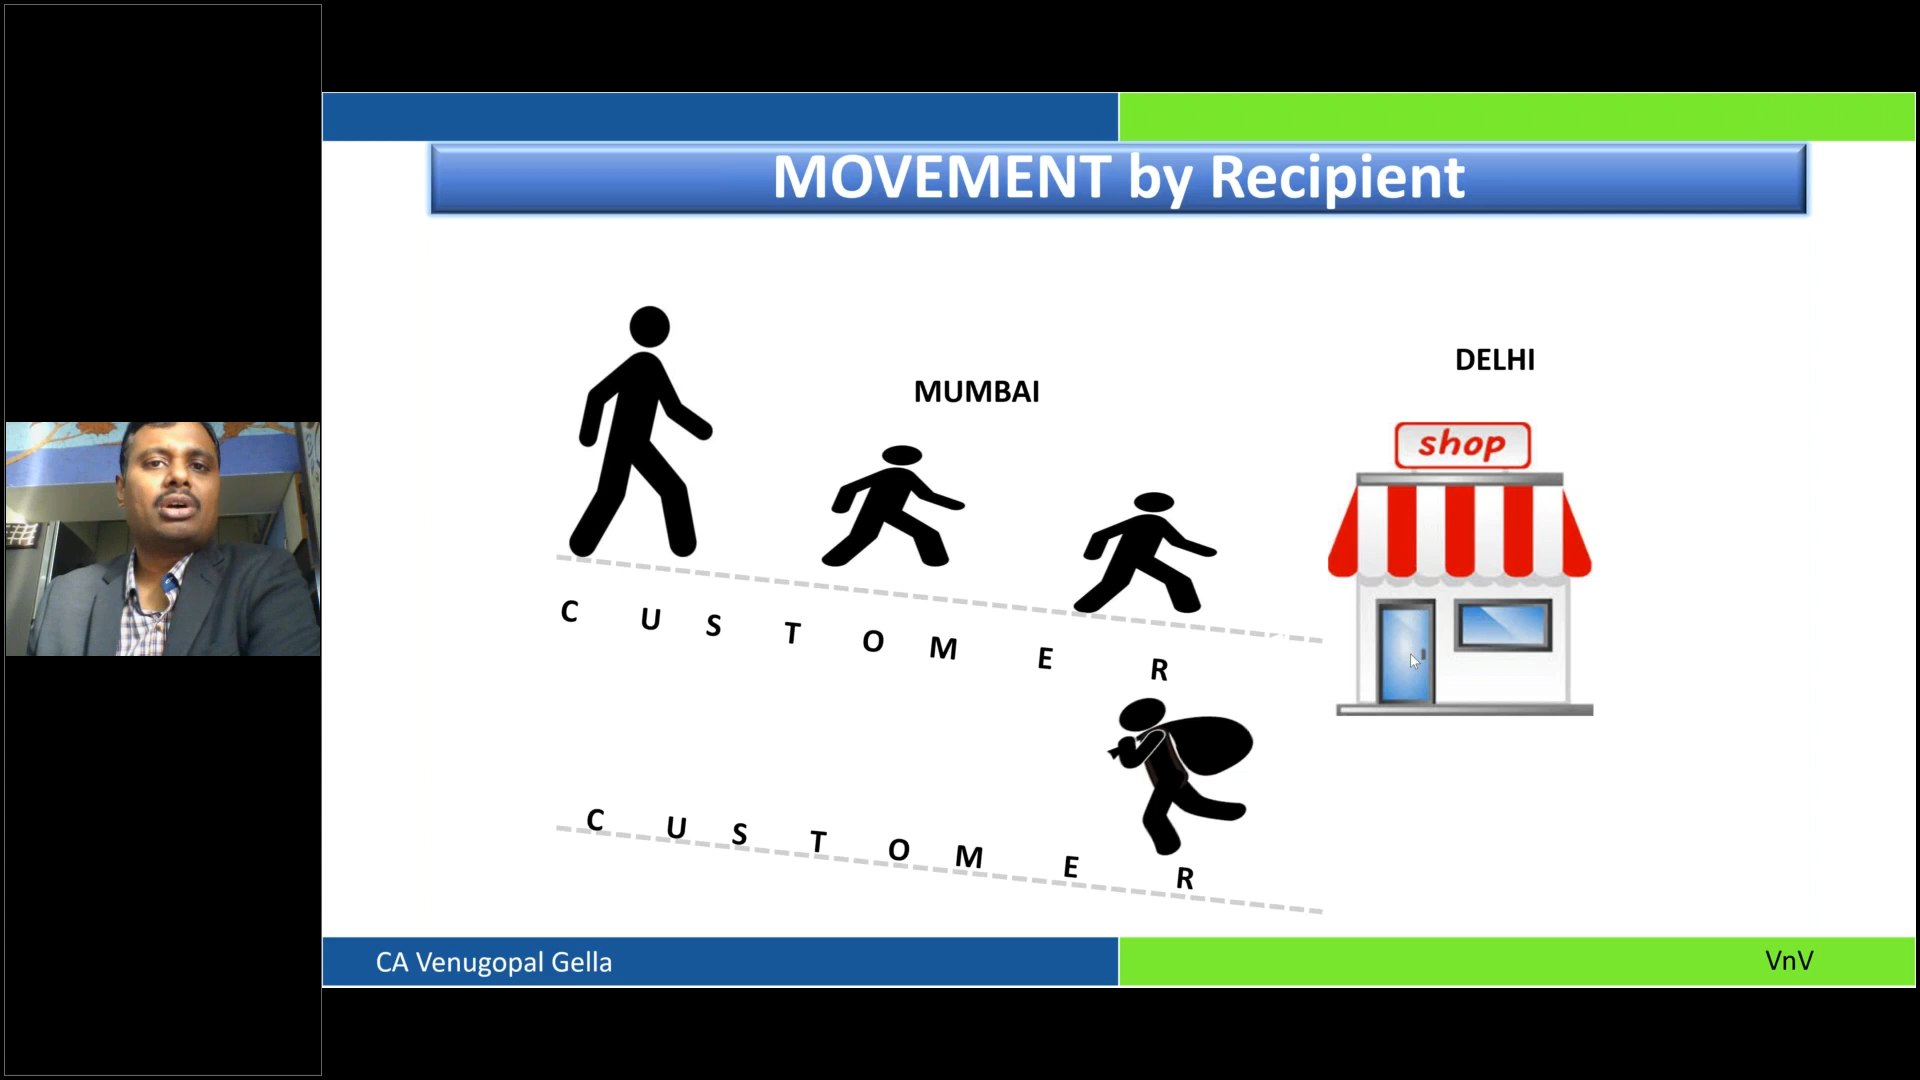 MOVEMENT by Recipient
DELHI
MUMBAI
shop
C U S T O M E R
C U S T O M E R
CA Venugopal Gella
VnV